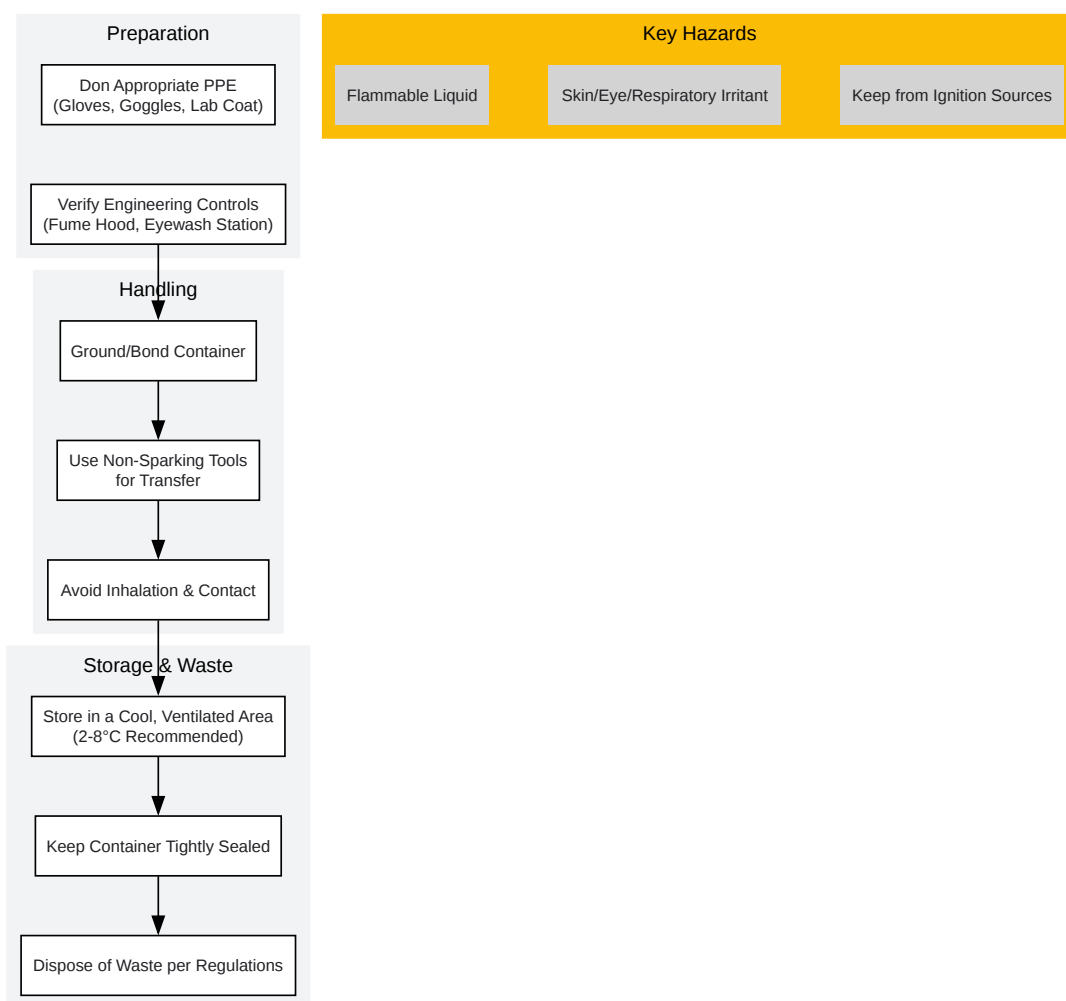 Preparation
Don Appropriate PPE
(Gloves, Goggles, Lab Coat)
Verify Engineering Controls
(Fume Hood, Eyewash Station)
Handling
Ground/Bond Container
Use Non-Sparking Tools
for Transfer
Avoid Inhalation & Contact
Storage & Waste
Store in a Cool, Ventilated Area
(2-8°C Recommended)
Keep Container Tightly Sealed
Dispose of Waste per Regulations
Key Hazards
Flammable Liquid
Skin/Eye/Respiratory Irritant
Keep from Ignition Sources